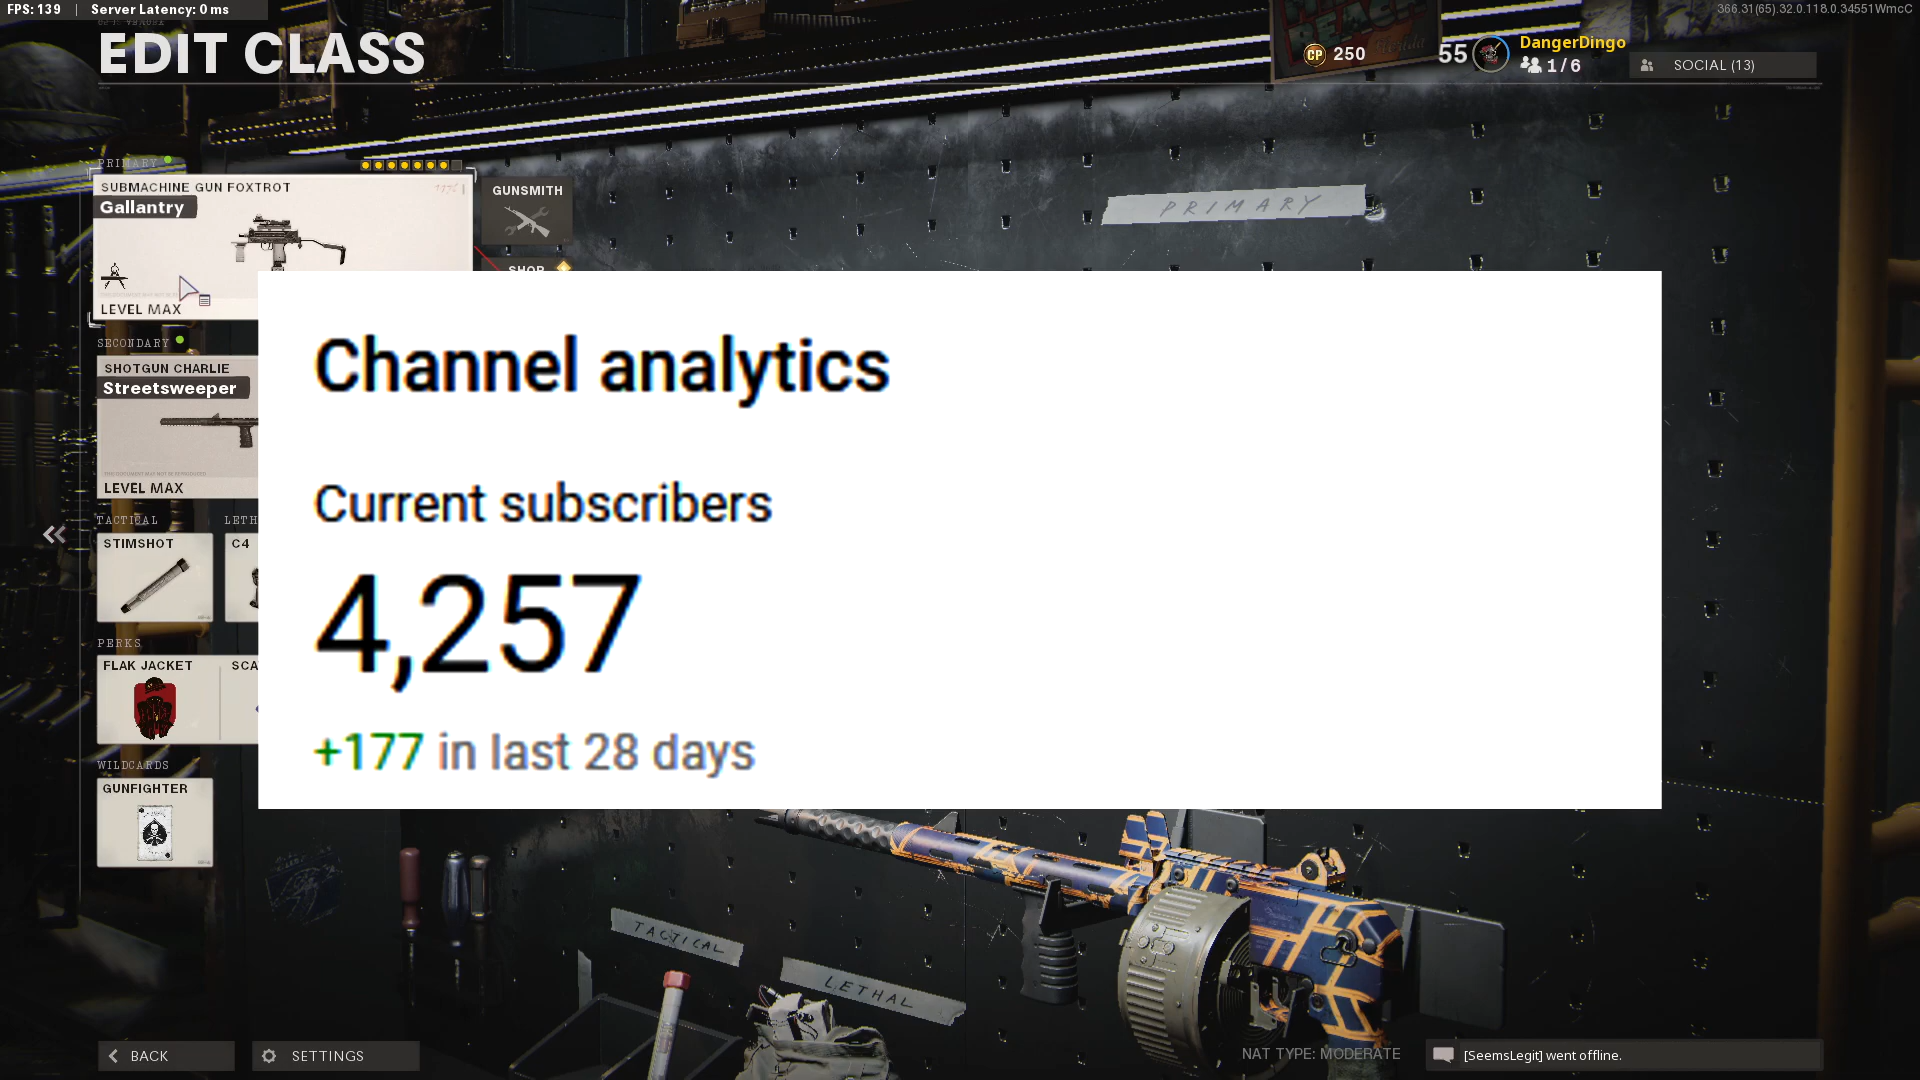 FPS: 139 | Server Latency: 0 ms
366.31(65).32.0.118.0.34551WmcC
EDIT CLASS
CP 250
55
DangerDingo
1 / 6
SOCIAL (13)
PRIMARY
SUBMACHINE GUN FOXTROT
Gallantry
LEVEL MAX
GUNSMITH
SHOP
PRIMARY
SECONDARY
SHOTGUN CHARLIE
Streetsweeper
LEVEL MAX
TACTICAL
LETH
STIMSHOT
C4
PERKS
FLAK JACKET
SCA
WILDCARDS
GUNFIGHTER
Channel analytics
Current subscribers
4,257
+177 in last 28 days
TACTICAL
LETHAL
BACK
SETTINGS
NAT TYPE: MODERATE
[SeemsLegit] went offline.